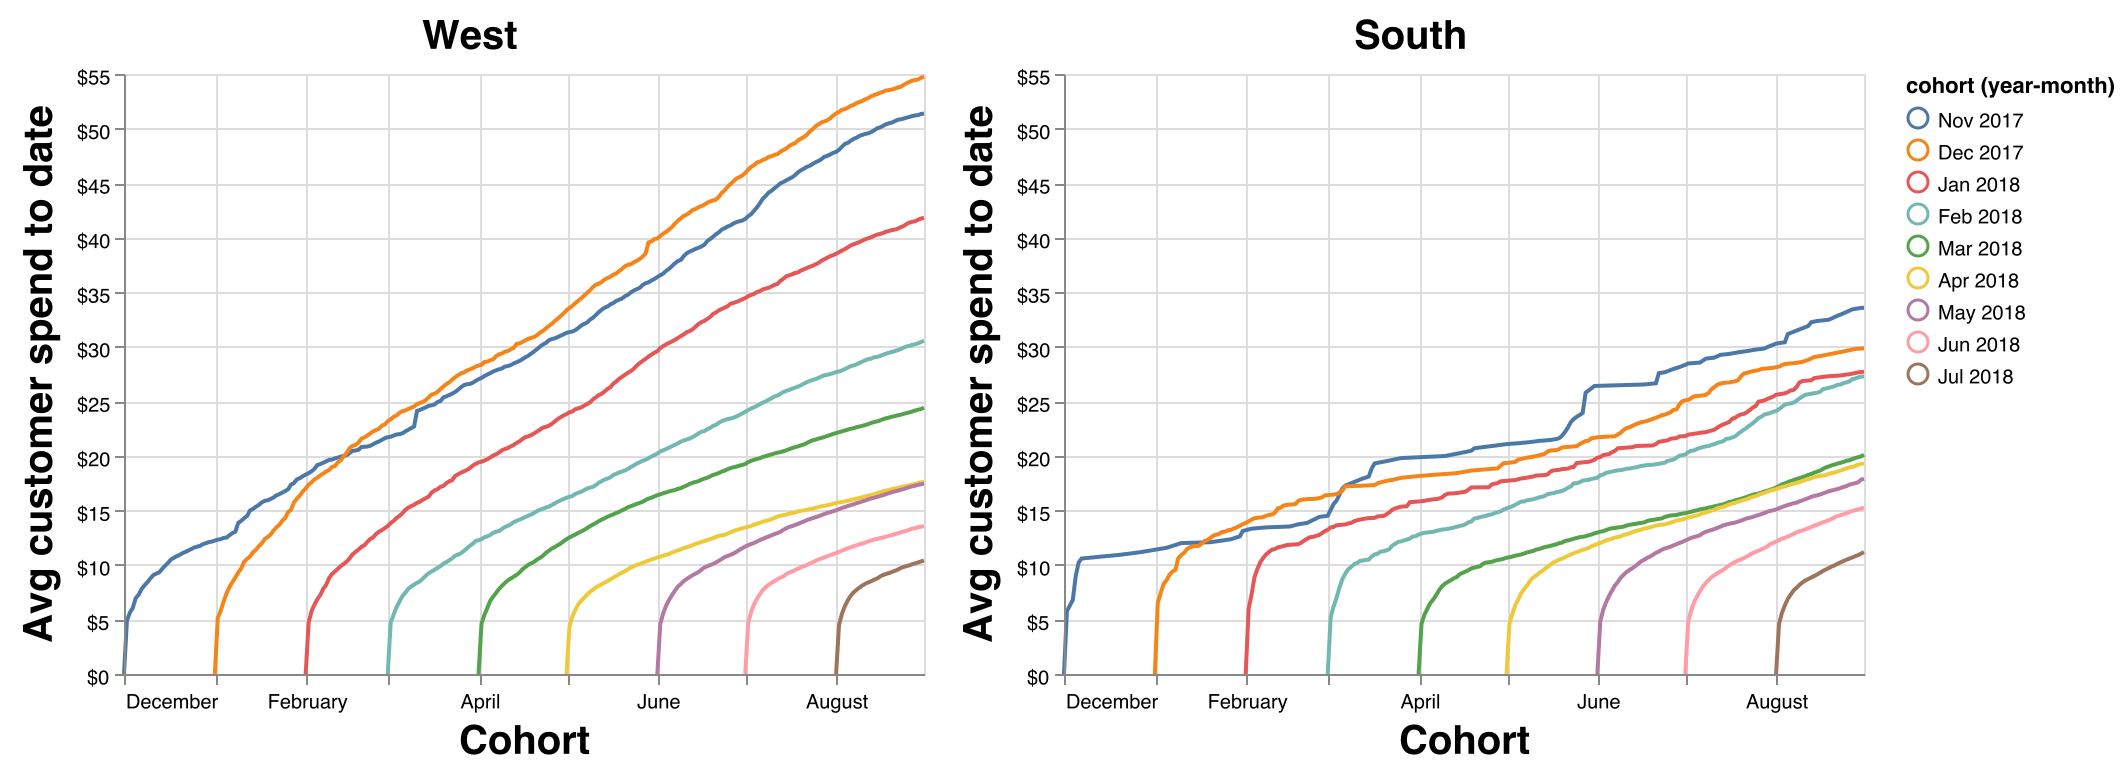 West
South
Avg customer spend to date
$55
$50
$45
$40
$35
$30
$25
$20
$15
$10
$5
$0
December
February
April
June
August
Cohort
Avg customer spend to date
$55
$50
$45
$40
$35
$30
$25
$20
$15
$10
$5
$0
December
February
April
June
August
Cohort
cohort (year-month)
Nov 2017
Dec 2017
Jan 2018
Feb 2018
Mar 2018
Apr 2018
May 2018
Jun 2018
Jul 2018